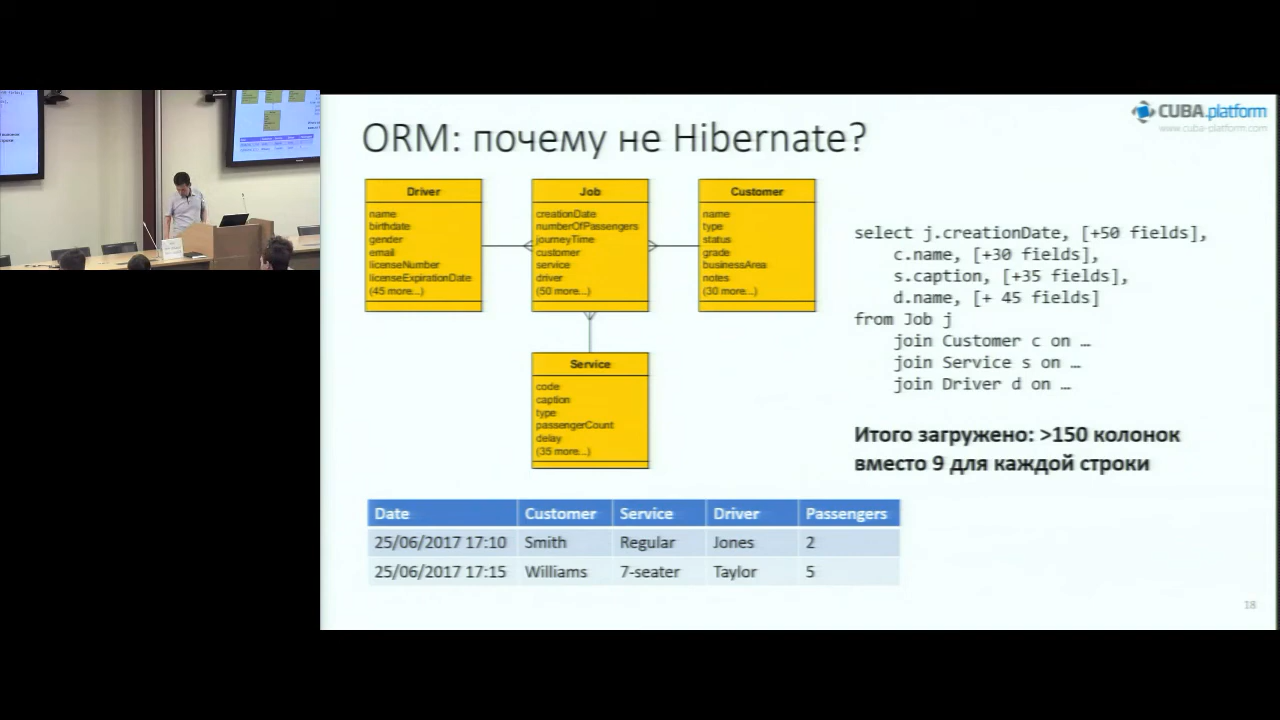 CUBA.platform
www.cuba-platform.com
ORM: почему не Hibernate?
Driver
name
birthdate
gender
email
licenseNumber
licenseExpirationDate
(45 more...)
Job
creationDate
numberOfPassengers
journeyTime
customer
service
driver
(50 more...)
Customer
name
type
status
grade
businessArea
notes
(30 more...)
Service
code
caption
type
passengerCount
delay
(35 more...)
select j.creationDate, [+50 fields],
c.name, [+30 fields],
s.caption, [+35 fields],
d.name, [+ 45 fields]
from Job j
join Customer c on …
join Service s on …
join Driver d on …
Итого загружено: >150 колонок
вместо 9 для каждой строки
Date Customer Service Driver Passengers
25/06/2017 17:10 Smith Regular Jones 2
25/06/2017 17:15 Williams 7-seater Taylor 5
18